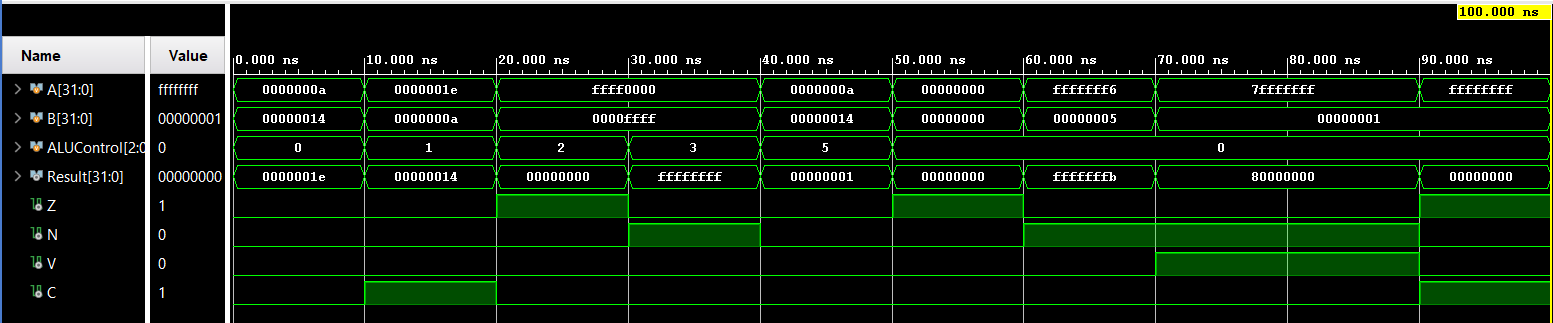 100.000 ns
Name Value
0.000 ns 10.000 ns 20.000 ns 30.000 ns 40.000 ns 50.000 ns 60.000 ns 70.000 ns 80.000 ns 90.000 ns
A[31:0] ffffffff 0000000a 0000001e ffff0000 0000000a 00000000 fffffff6 7fffffff ffffffff
B[31:0] 00000001 00000014 0000000a 0000ffff 00000014 00000000 00000005 00000001
ALUControl[2:0 0 0 1 2 3 5 0
Result[31:0] 00000000 0000001e 00000014 00000000 ffffffff 00000001 00000000 fffffffb 80000000 00000000
Z 1
N 0
V 0
C 1